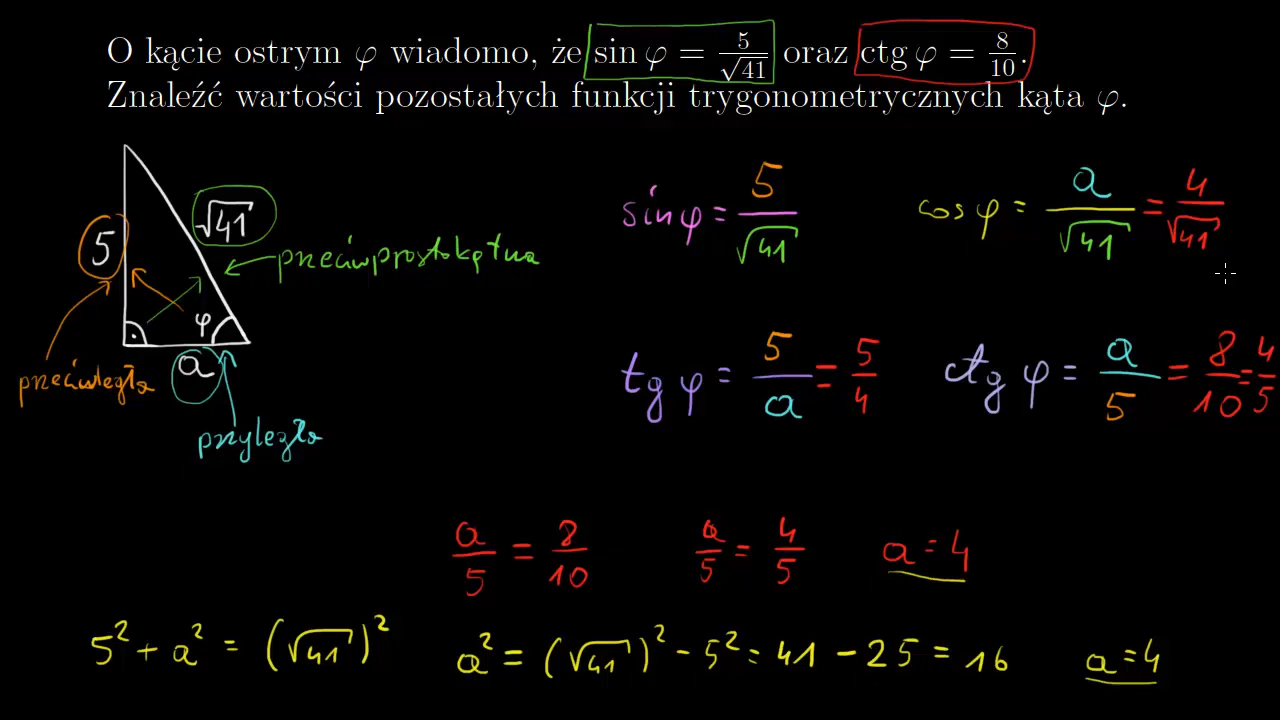 O kącie ostrym φ wiadomo, że sin φ = 5/√41 oraz ctg φ = 8/10.
Znaleźć wartości pozostałych funkcji trygonometrycznych kąta φ.
5
√41
przeciwprostokątna
φ
a
przeciwległa
przyległa
sin φ = 5/√41
cos φ = a/√41 = 4/√41
tg φ = 5/a = 5/4
ctg φ = a/5 = 8/10 = 4/5
a/5 = 8/10
a/5 = 4/5
a = 4
5² + a² = (√41)²
a² = (√41)² - 5² = 41 - 25 = 16
a = 4